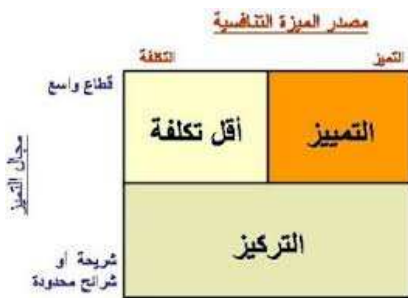 مصدر الميزة التنافسية
التميز التكلفة
قطاع واسع
التمييز أقل تكلفة
مجال التميز
التركيز
شريحة أو
شرائح محدودة